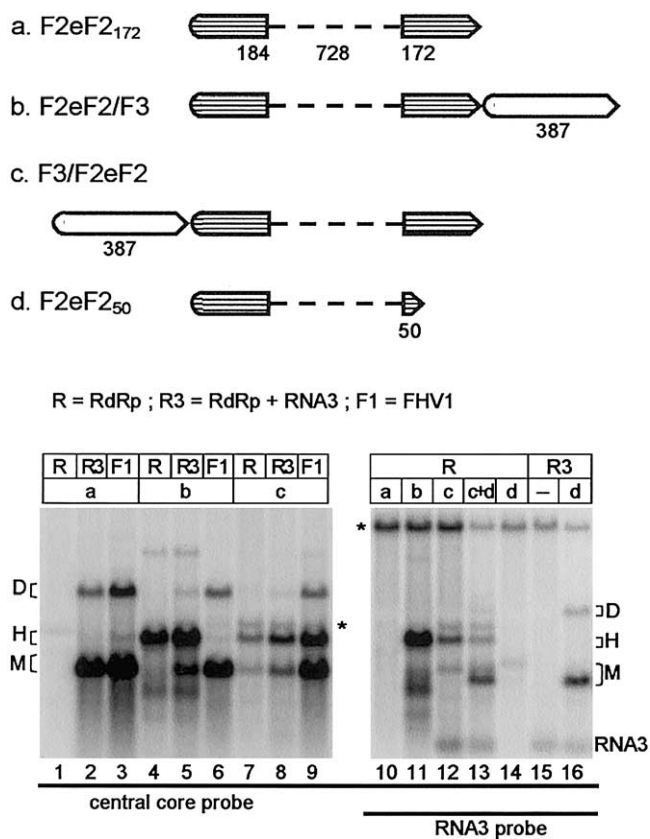 a. F2eF2₁₇₂
184 728 172
b. F2eF2/F3
387
c. F3/F2eF2
387
d. F2eF2₅₀
50
R = RdRp ; R3 = RdRp + RNA3 ; F1 = FHV1
R R3 F1 R R3 F1 R R3 F1
a b c
R R3
a b c c+d d – d
*
D
H
M
*
D
H
M
RNA3
1 2 3 4 5 6 7 8 9
10 11 12 13 14 15 16
central core probe
RNA3 probe